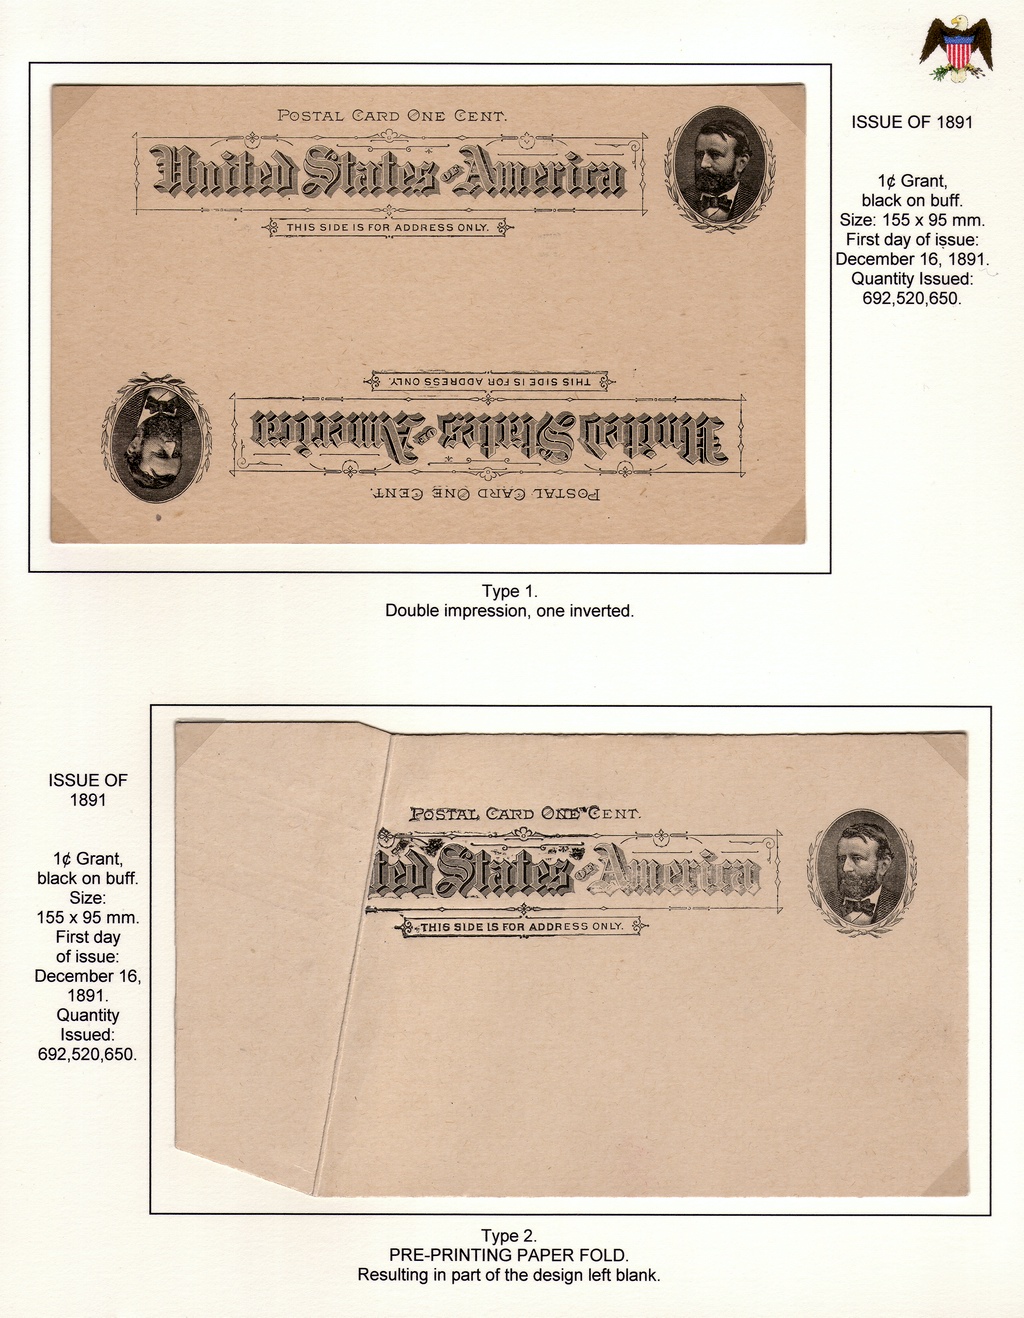 ISSUE OF 1891
1¢ Grant,
black on buff.
Size: 155 x 95 mm.
First day of issue:
December 16, 1891.
Quantity Issued:
692,520,650.
POSTAL CARD ONE CENT.
United States OF America
THIS SIDE IS FOR ADDRESS ONLY.
THIS SIDE IS FOR ADDRESS ONLY.
United States OF America
POSTAL CARD ONE CENT.
Type 1.
Double impression, one inverted.
ISSUE OF
1891
1¢ Grant,
black on buff.
Size:
155 x 95 mm.
First day
of issue:
December 16,
1891.
Quantity
Issued:
692,520,650.
POSTAL CARD ONE CENT.
ted States OF America
THIS SIDE IS FOR ADDRESS ONLY.
Type 2.
PRE-PRINTING PAPER FOLD.
Resulting in part of the design left blank.